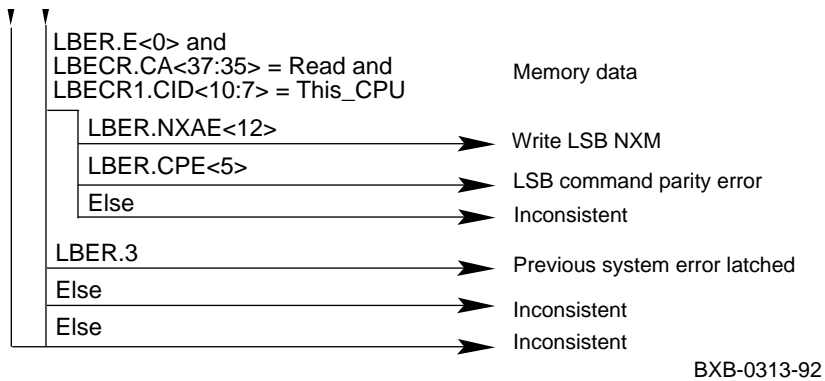 LBER.E<0> and
LBECR.CA<37:35> = Read and
LBECR1.CID<10:7> = This_CPU
Memory data
LBER.NXAE<12>
Write LSB NXM
LBER.CPE<5>
LSB command parity error
Else
Inconsistent
LBER.3
Previous system error latched
Else
Inconsistent
Else
Inconsistent
BXB-0313-92